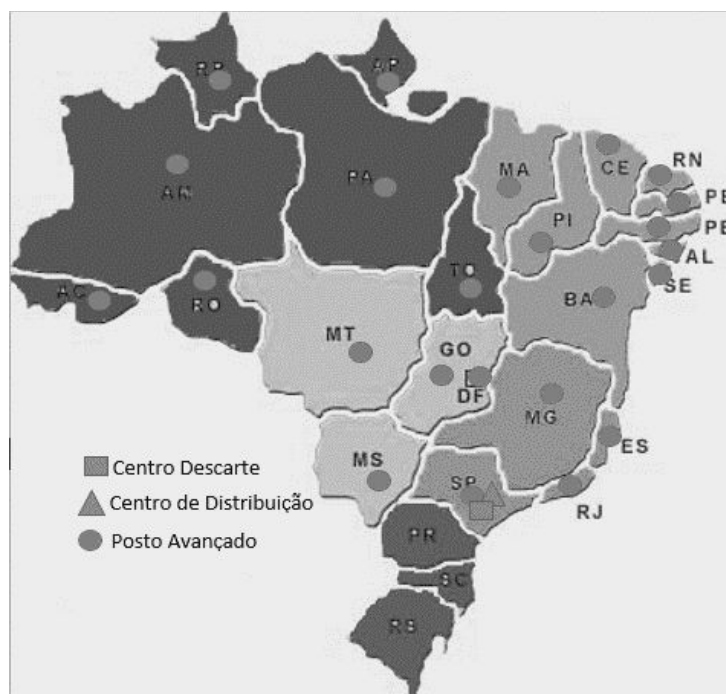 RR
AP
AM
PA
MA
CE
RN
PB
PI
PE
AL
SE
AC
RO
TO
BA
MT
GO
DF
MG
ES
MS
SP
RJ
PR
SC
RS
Centro Descarte
Centro de Distribuição
Posto Avançado